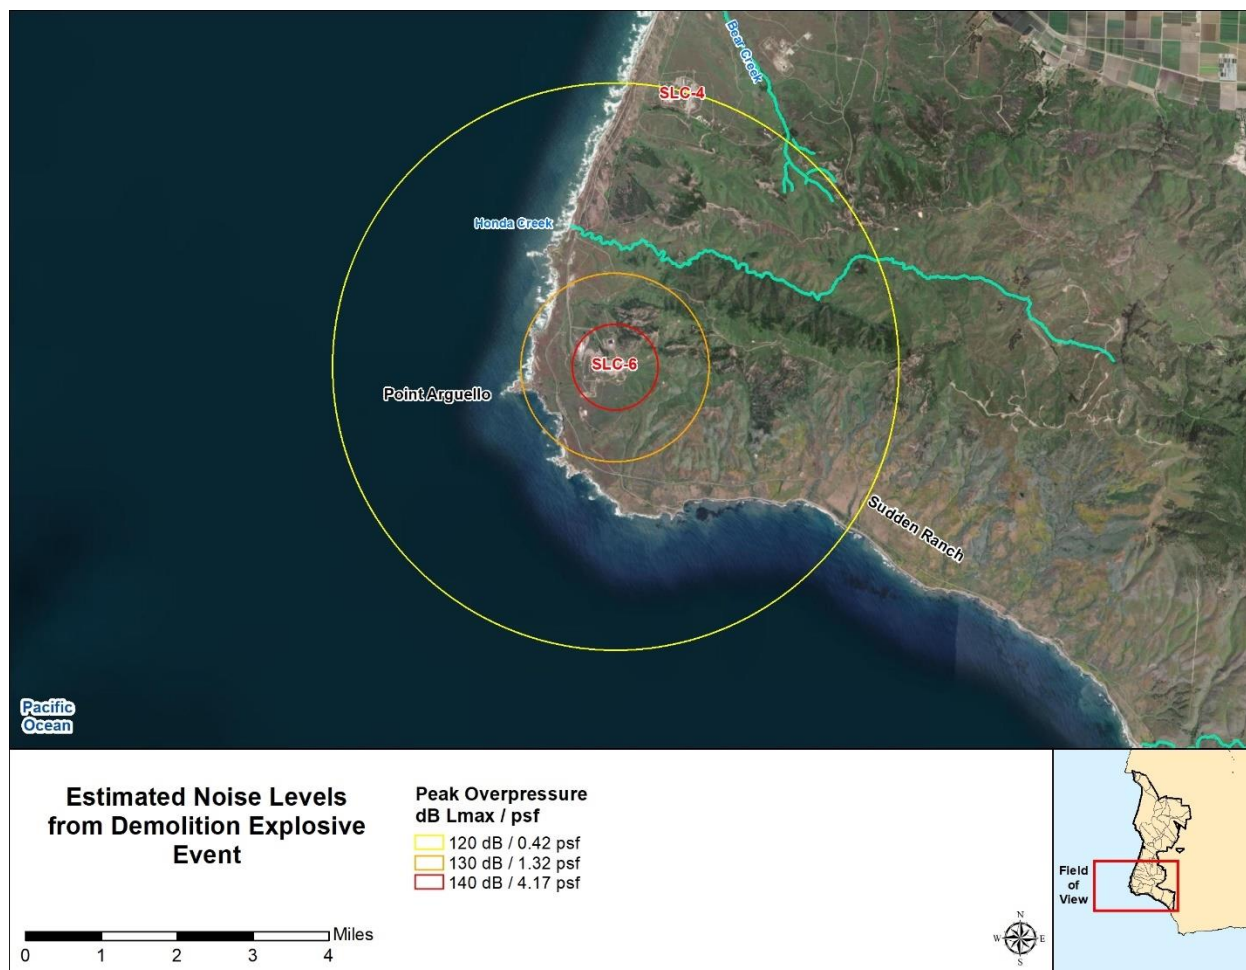 Bear Creek
SLC-4
Honda Creek
SLC-6
Point Arguello
Sudden Ranch
Pacific
Ocean
Estimated Noise Levels
from Demolition Explosive
Event
Peak Overpressure
dB Lmax / psf
120 dB / 0.42 psf
130 dB / 1.32 psf
140 dB / 4.17 psf
Miles
0 1 2 3 4
N
W E
S
Field
of
View